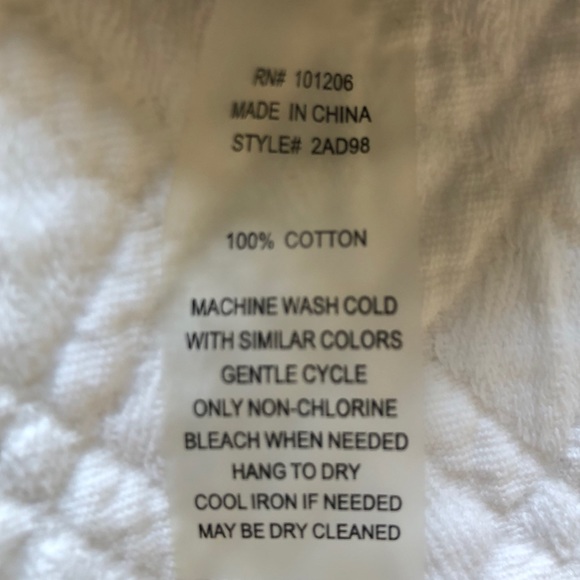 RN# 101206
MADE IN CHINA
STYLE# 2AD98
100% COTTON
MACHINE WASH COLD
WITH SIMILAR COLORS
GENTLE CYCLE
ONLY NON-CHLORINE
BLEACH WHEN NEEDED
HANG TO DRY
COOL IRON IF NEEDED
MAY BE DRY CLEANED